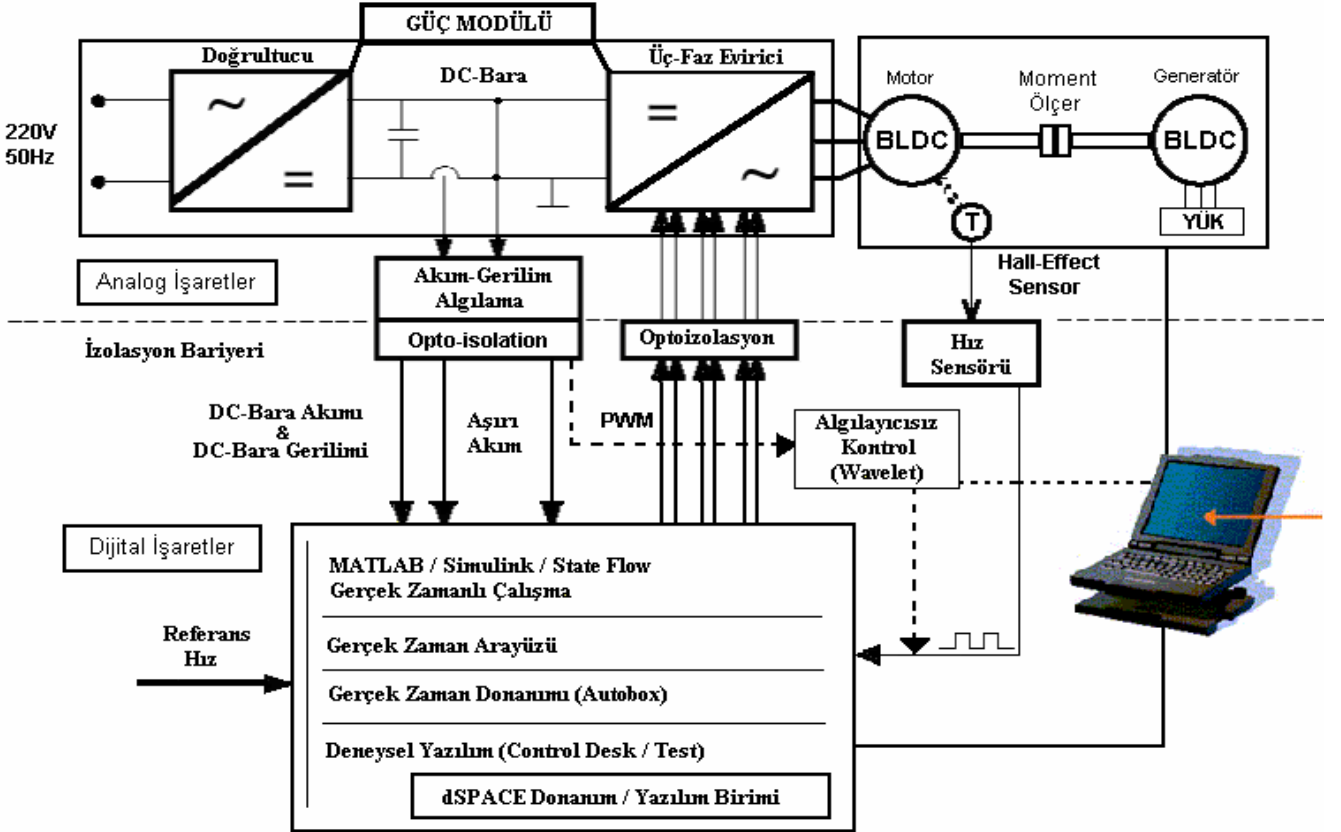 GÜÇ MODÜLÜ
Doğrultucu
DC-Bara
Üç-Faz Evirici
Motor
Moment
Ölçer
Generatör
220V
50Hz
~
=
=
~
BLDC
BLDC
T
YÜK
Hall-Effect
Sensor
Analog İşaretler
Akım-Gerilim
Algılama
Opto-isolation
Optoizolasyon
Hız
Sensörü
İzolasyon Bariyeri
DC-Bara Akımı
&
DC-Bara Gerilimi
Aşırı
Akım
PWM
Algılayıcısız
Kontrol
(Wavelet)
Dijital İşaretler
MATLAB / Simulink / State Flow
Gerçek Zamanlı Çalışma
Referans
Hız
Gerçek Zaman Arayüzü
Gerçek Zaman Donanımı (Autobox)
Deneysel Yazılım (Control Desk / Test)
dSPACE Donanım / Yazılım Birimi